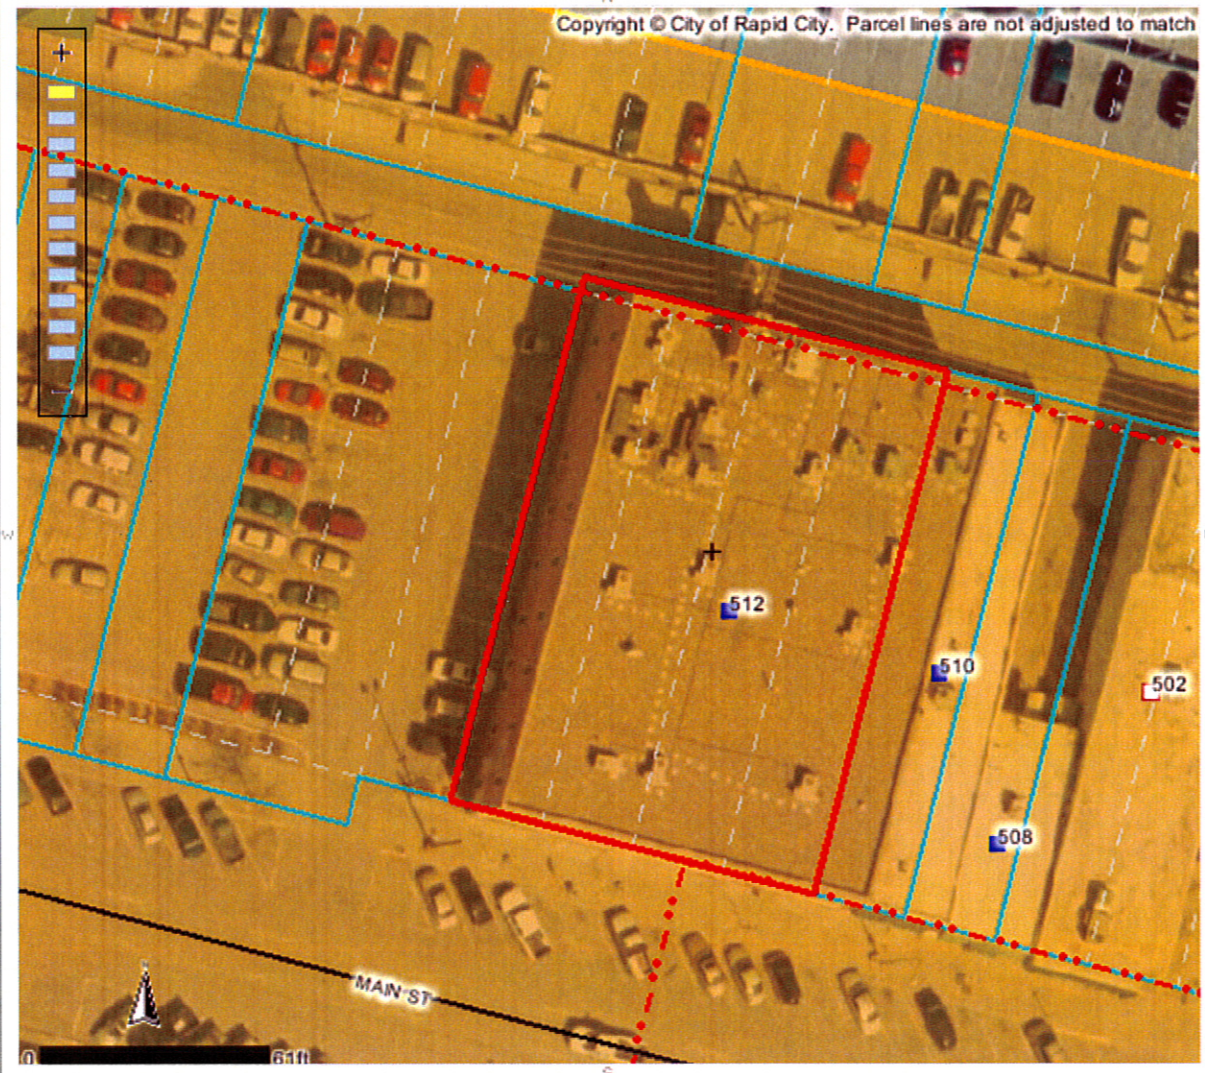 Copyright © City of Rapid City. Parcel lines are not adjusted to match
W
512
510
502
508
MAIN ST
0 61ft